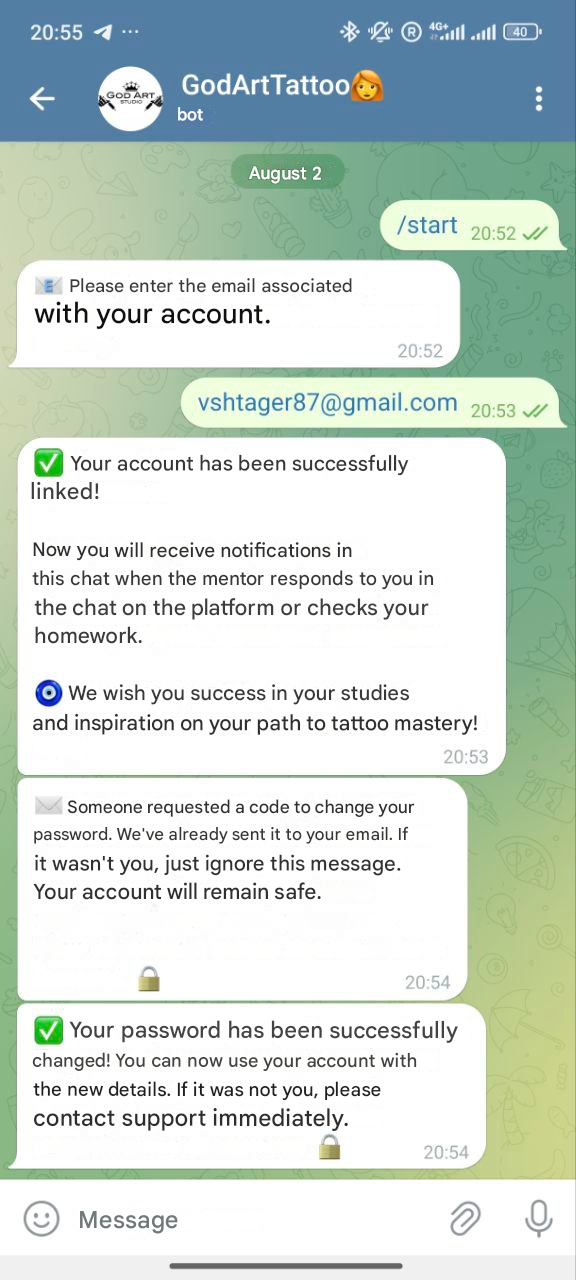 20:55 ... R 4G+ 40
GOD ART
STUDIO
GodArtTattoo
bot
August 2
/start 20:52
Please enter the email associated
with your account.
20:52
vshtager87@gmail.com 20:53
Your account has been successfully
linked!
Now you will receive notifications in
this chat when the mentor responds to you in
the chat on the platform or checks your
homework.
We wish you success in your studies
and inspiration on your path to tattoo mastery!
20:53
Someone requested a code to change your
password. We've already sent it to your email. If
it wasn't you, just ignore this message.
Your account will remain safe.
20:54
Your password has been successfully
changed! You can now use your account with
the new details. If it was not you, please
contact support immediately.
20:54
Message